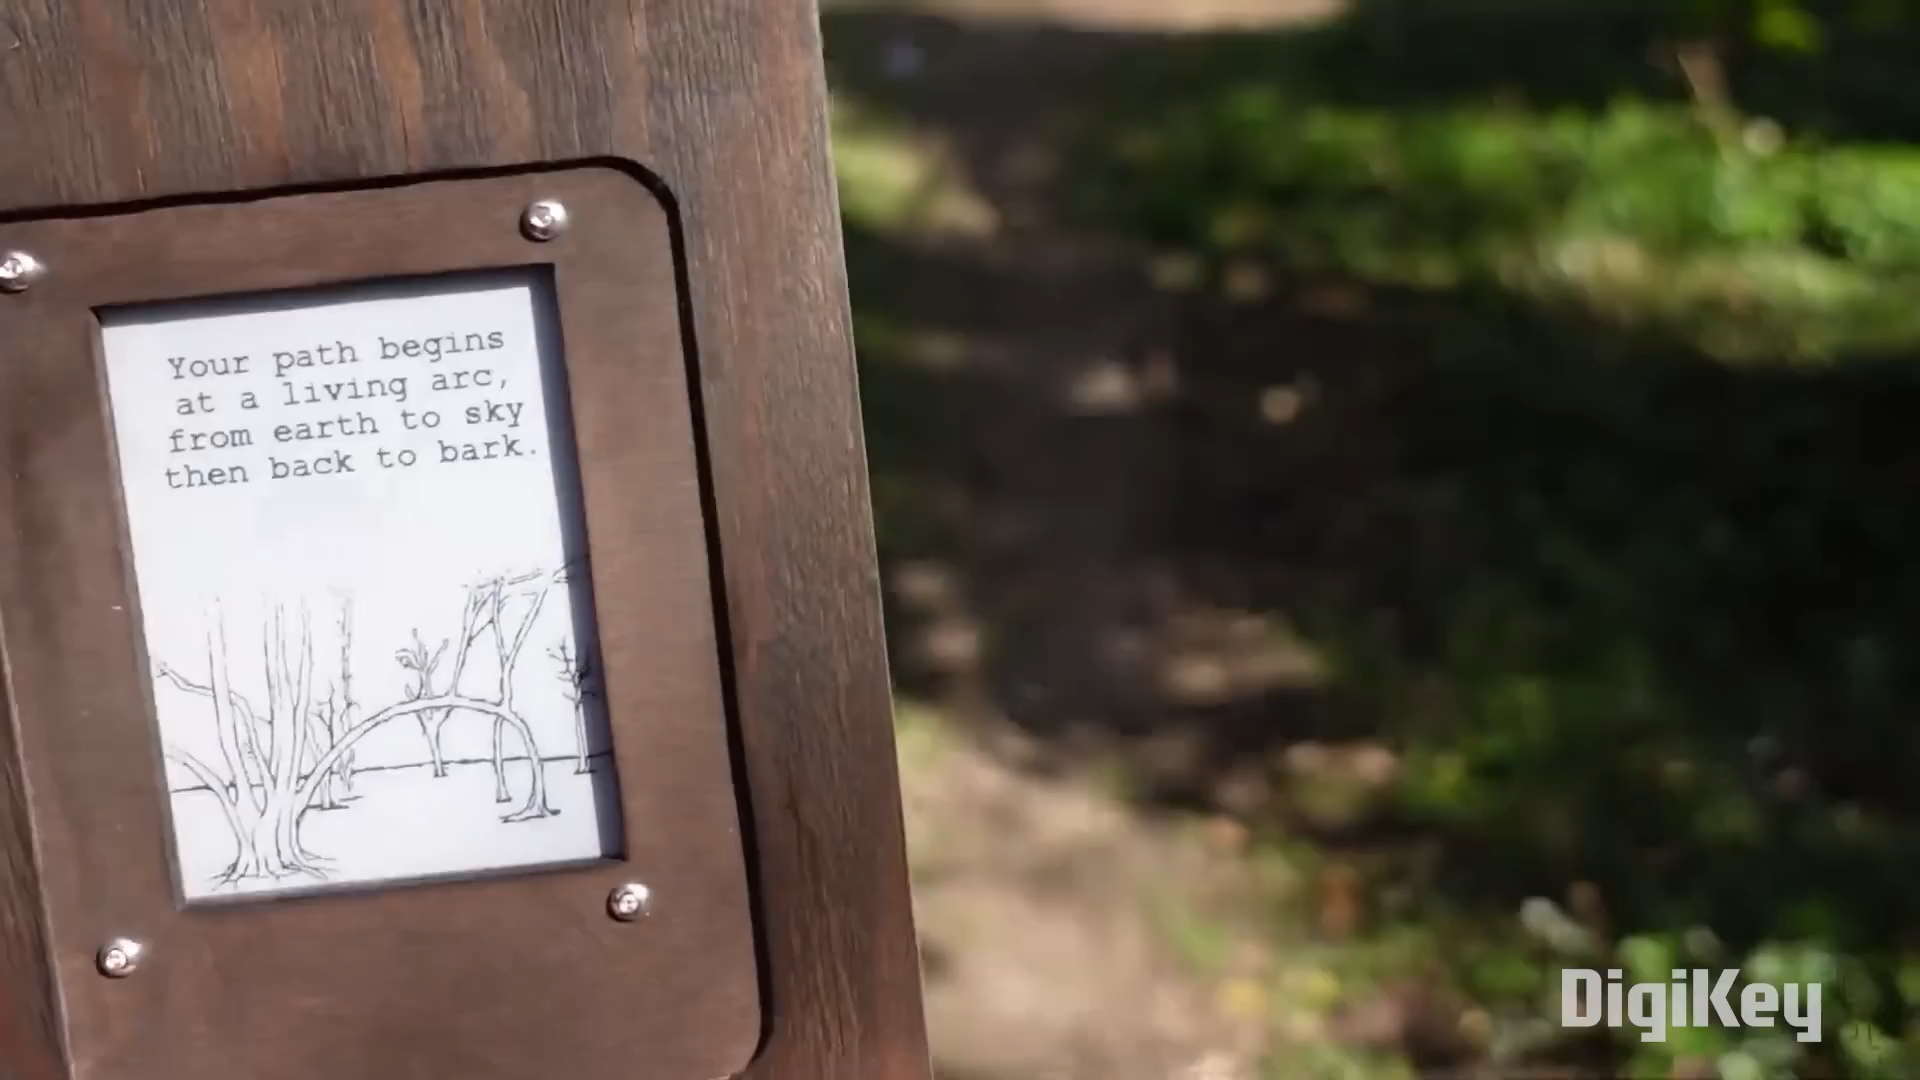 Your path begins
at a living arc,
from earth to sky
then back to bark.
DigiKey